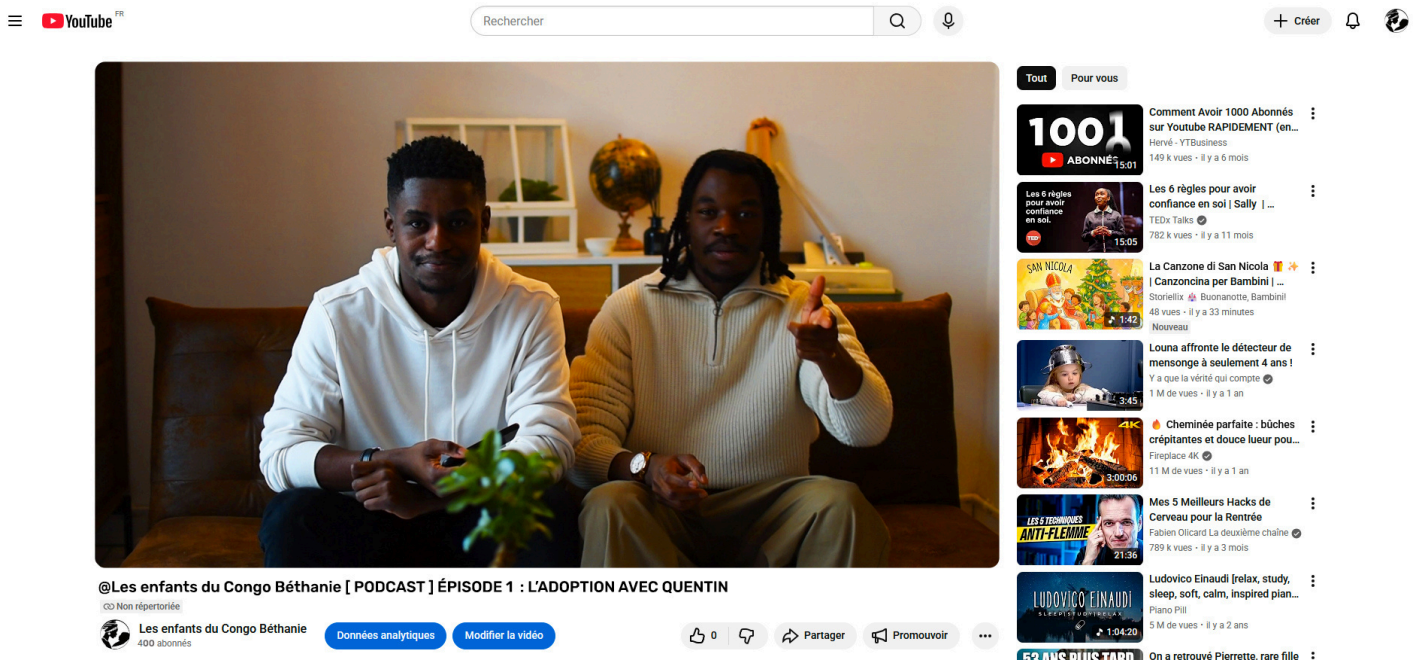 YouTube FR
Rechercher
Créer
Tout
Pour vous
@Les enfants du Congo Béthanie [ PODCAST ] ÉPISODE 1 : L'ADOPTION AVEC QUENTIN
Non répertoriée
Les enfants du Congo Béthanie
400 abonnés
Données analytiques
Modifier la vidéo
0
Partager
Promouvoir
ABONNÉS
15:01
Comment Avoir 1000 Abonnés
sur Youtube RAPIDEMENT (en...
Hervé - YTBusiness
149 k vues • il y a 6 mois
Les 6 règles
pour avoir
confiance
en soi.
TED
15:05
Les 6 règles pour avoir
confiance en soi | Sally | ...
TEDx Talks
782 k vues • il y a 11 mois
SAN NICOLA
1:42
La Canzone di San Nicola
| Canzoncina per Bambini | ...
Storiellix Buonanotte, Bambini!
48 vues • il y a 33 minutes
Nouveau
3:45
Louna affronte le détecteur de
mensonge à seulement 4 ans !
Y a que la vérité qui compte
1 M de vues • il y a 1 an
4K
3:00:06
Cheminée parfaite : bûches
crépitantes et douce lueur pou...
Fireplace 4K
11 M de vues • il y a 1 an
LES 5 TECHNIQUES
ANTI-FLEMME
21:36
Mes 5 Meilleurs Hacks de
Cerveau pour la Rentrée
Fabien Olicard La deuxième chaîne
789 k vues • il y a 3 mois
LUDOVICO EINAUDI
SLEEP|STUDY|RELAX
1:04:20
Ludovico Einaudi [relax, study,
sleep, soft, calm, inspired pian...
Piano Pill
5 M de vues • il y a 2 ans
52 ANS PLUS TARD
On a retrouvé Pierrette, rare fille